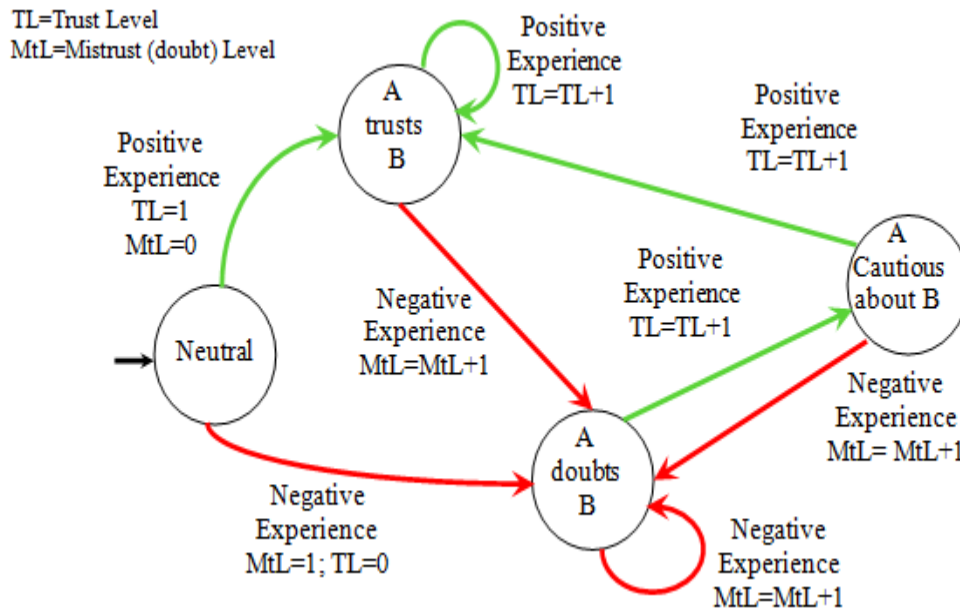 TL=Trust Level
MtL=Mistrust (doubt) Level
Positive
Experience
TL=TL+1
A
trusts
B
Positive
Experience
TL=TL+1
Positive
Experience
TL=1
MtL=0
A
Cautious
about B
Positive
Experience
TL=TL+1
Negative
Experience
MtL=MtL+1
Neutral
Negative
Experience
MtL= MtL+1
A
doubts
B
Negative
Experience
MtL=1; TL=0
Negative
Experience
MtL=MtL+1